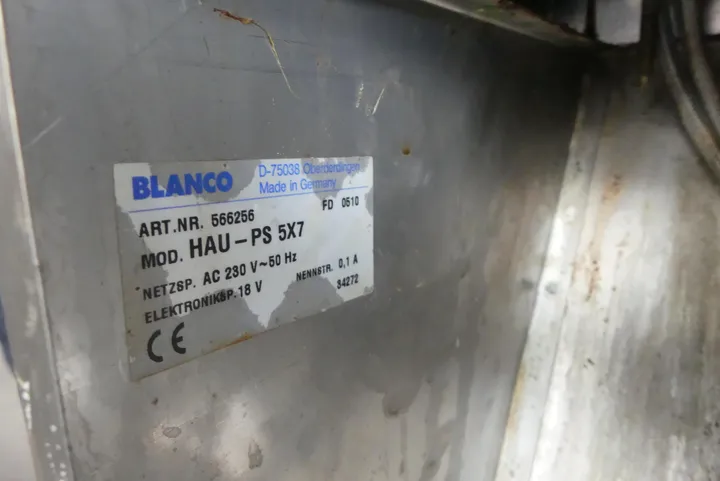 BLANCO
D-75038 Oberderdingen
Made in Germany
ART.NR. 566256
FD 0510
MOD. HAU-PS 5X7
NETZSP. AC 230 V~50 Hz
NENNSTR. 0,1 A
ELEKTRONIKSP. 18 V
34272
CE